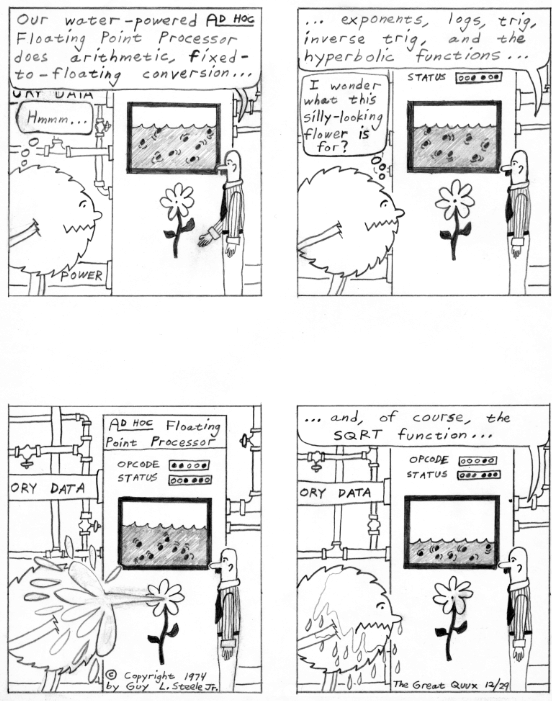 Our water-powered AD HOC
Floating Point Processor
does arithmetic, fixed-
to-floating conversion...
ORY DATA
Hmmm...
POWER
... exponents, logs, trig,
inverse trig, and the
hyperbolic functions...
STATUS
I wonder
what this
silly-looking
flower is
for?
AD HOC Floating
Point Processor
OPCODE
STATUS
ORY DATA
© Copyright 1974
by Guy L. Steele Jr.
... and, of course, the
SQRT function...
OPCODE
STATUS
ORY DATA
The Great Quux 12/29